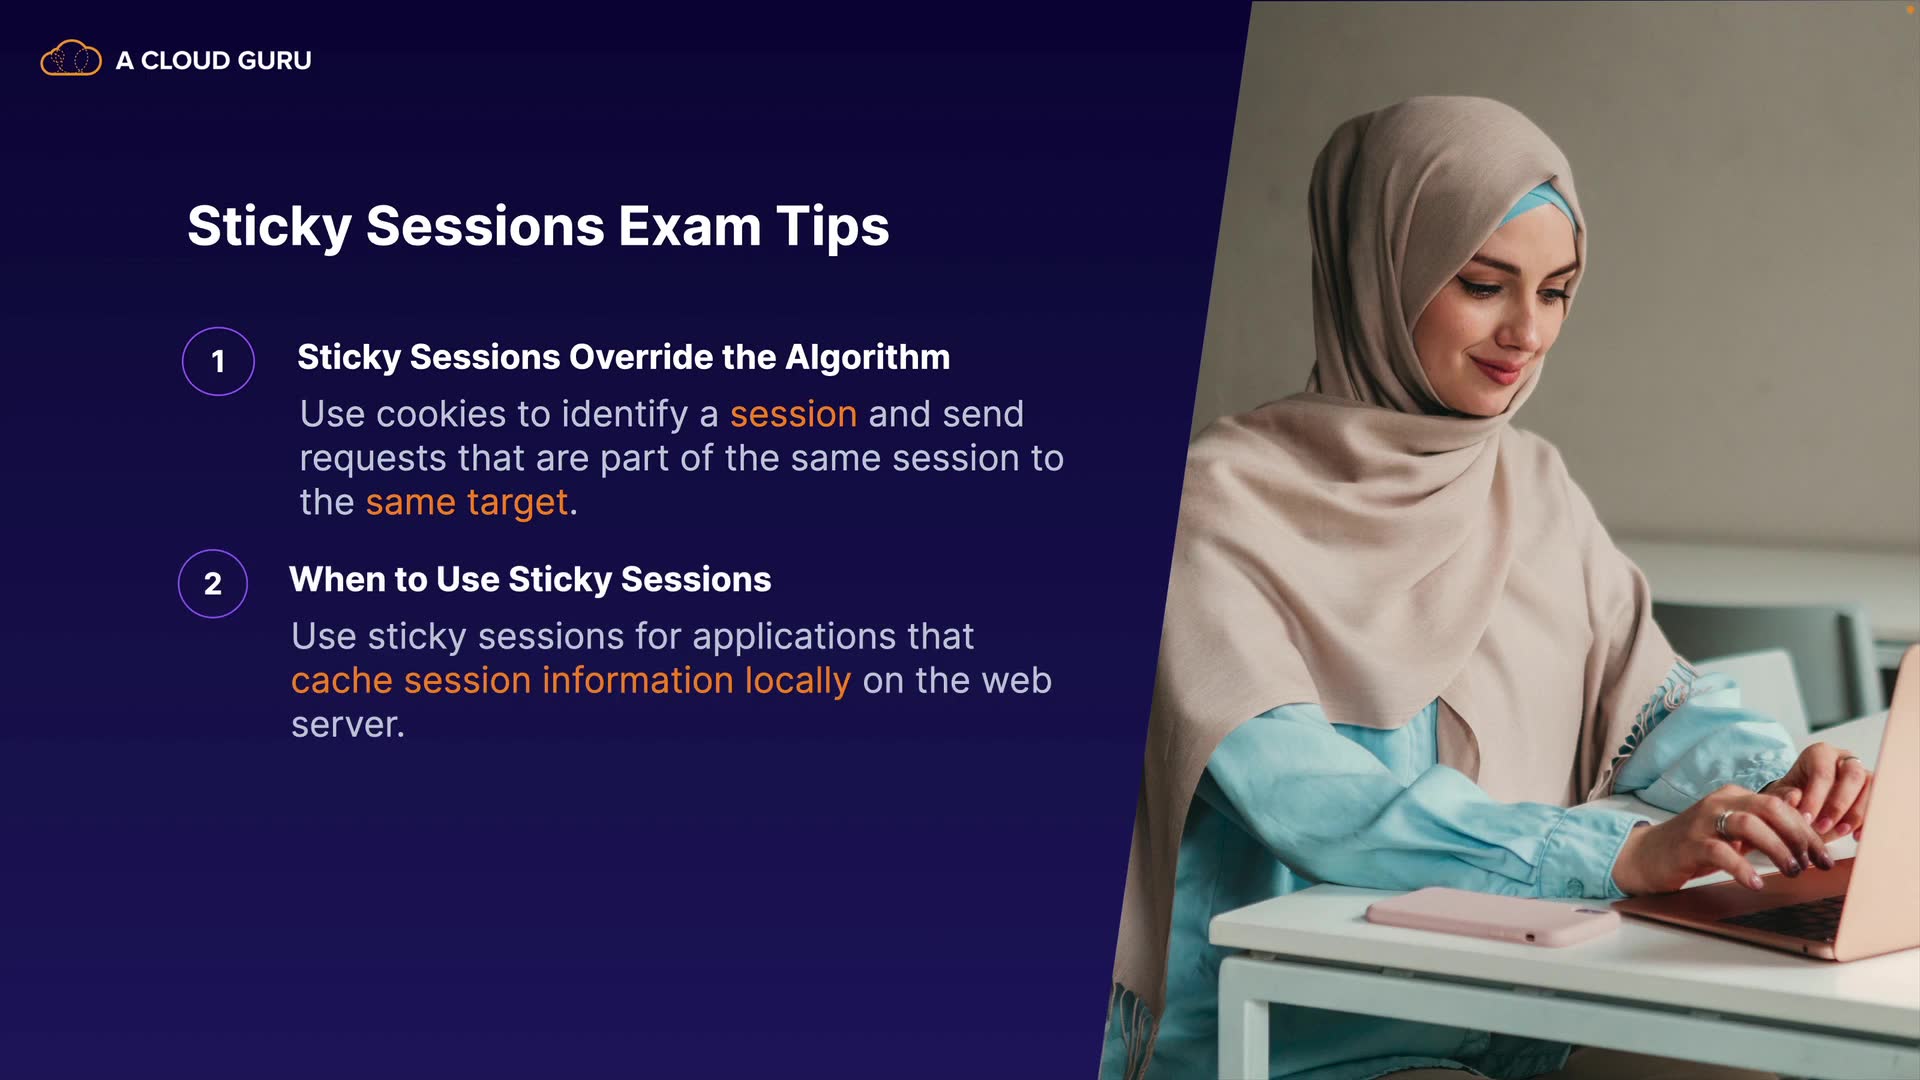 A CLOUD GURU
Sticky Sessions Exam Tips
1
Sticky Sessions Override the Algorithm
Use cookies to identify a session and send
requests that are part of the same session to
the same target.
2
When to Use Sticky Sessions
Use sticky sessions for applications that
cache session information locally on the web
server.